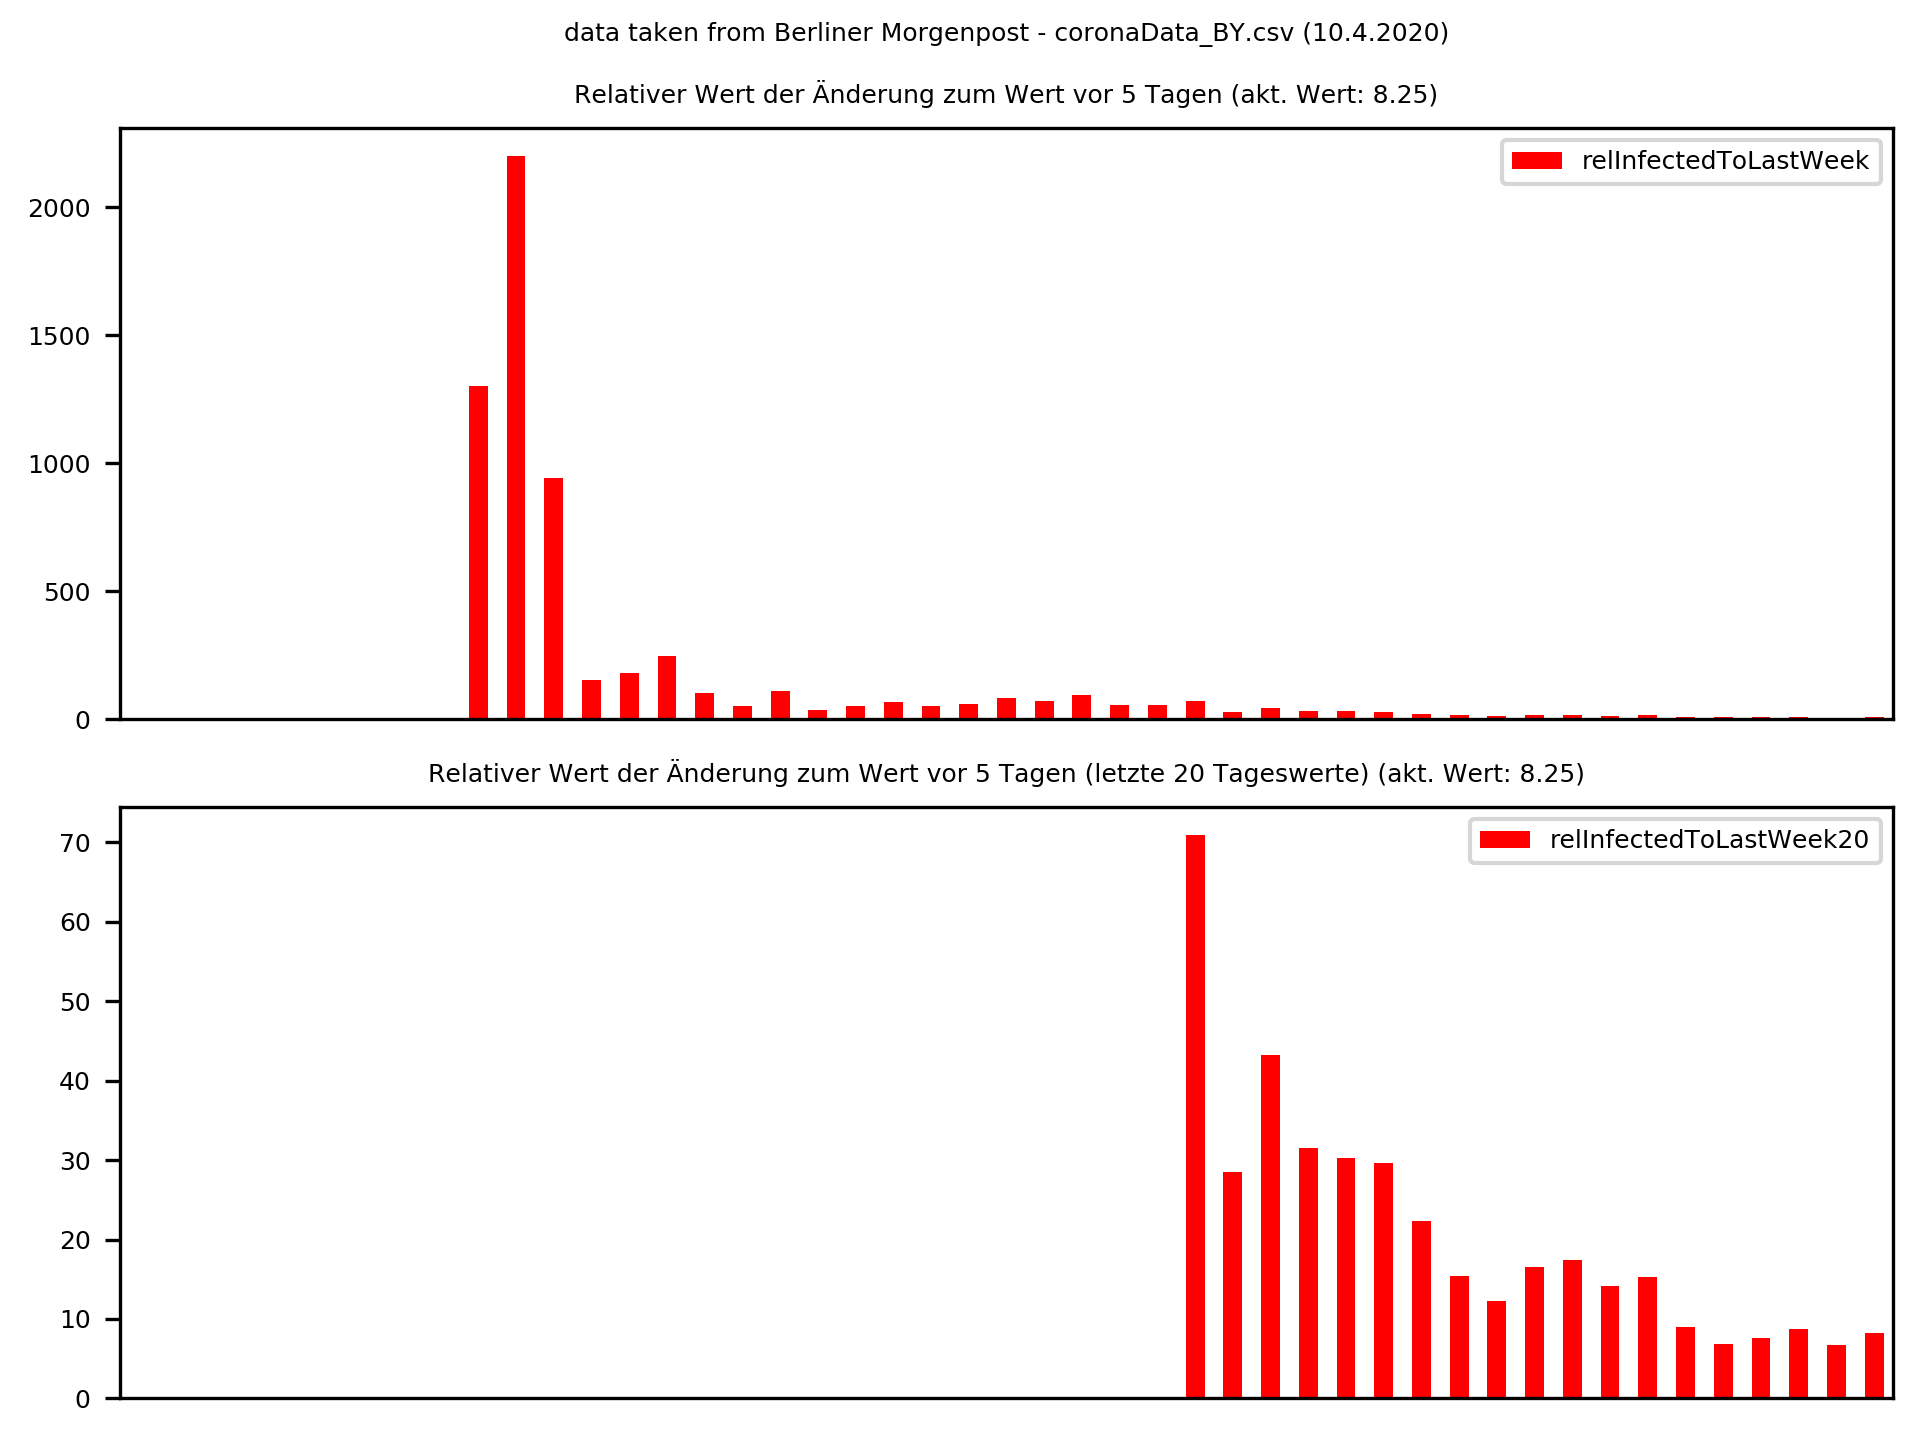 data taken from Berliner Morgenpost - coronaData_BY.csv (10.4.2020)
Relativer Wert der Änderung zum Wert vor 5 Tagen (akt. Wert: 8.25)
relInfectedToLastWeek
2000
1500
1000
500
0
Relativer Wert der Änderung zum Wert vor 5 Tagen (letzte 20 Tageswerte) (akt. Wert: 8.25)
relInfectedToLastWeek20
70
60
50
40
30
20
10
0